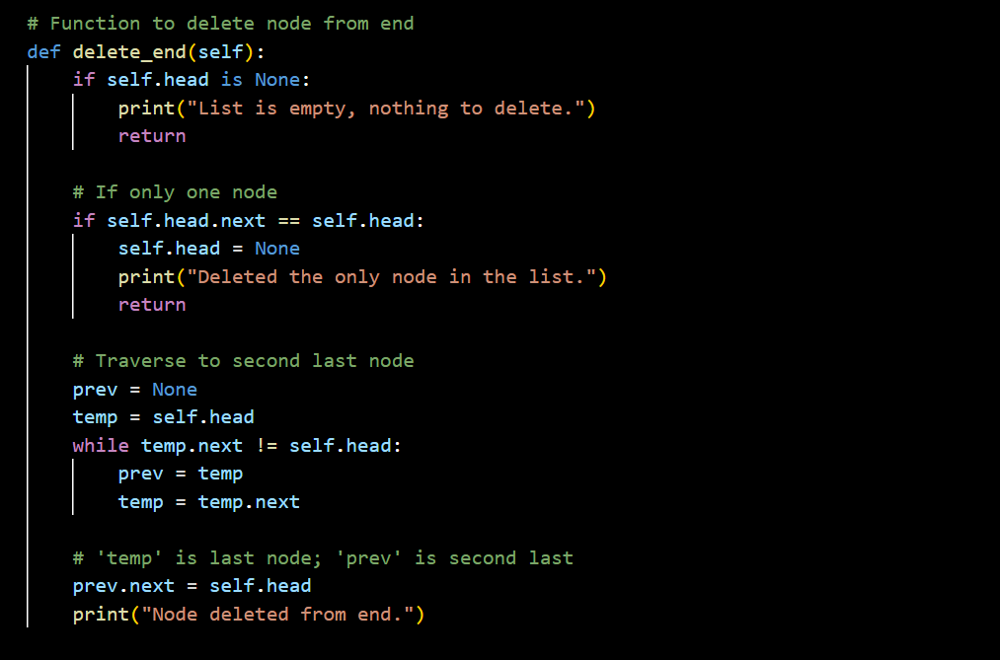 # Function to delete node from end
def delete_end(self):
    if self.head is None:
        print("List is empty, nothing to delete.")
        return
    # If only one node
    if self.head.next == self.head:
        self.head = None
        print("Deleted the only node in the list.")
        return
    # Traverse to second last node
    prev = None
    temp = self.head
    while temp.next != self.head:
        prev = temp
        temp = temp.next
    # 'temp' is last node; 'prev' is second last
    prev.next = self.head
    print("Node deleted from end.")